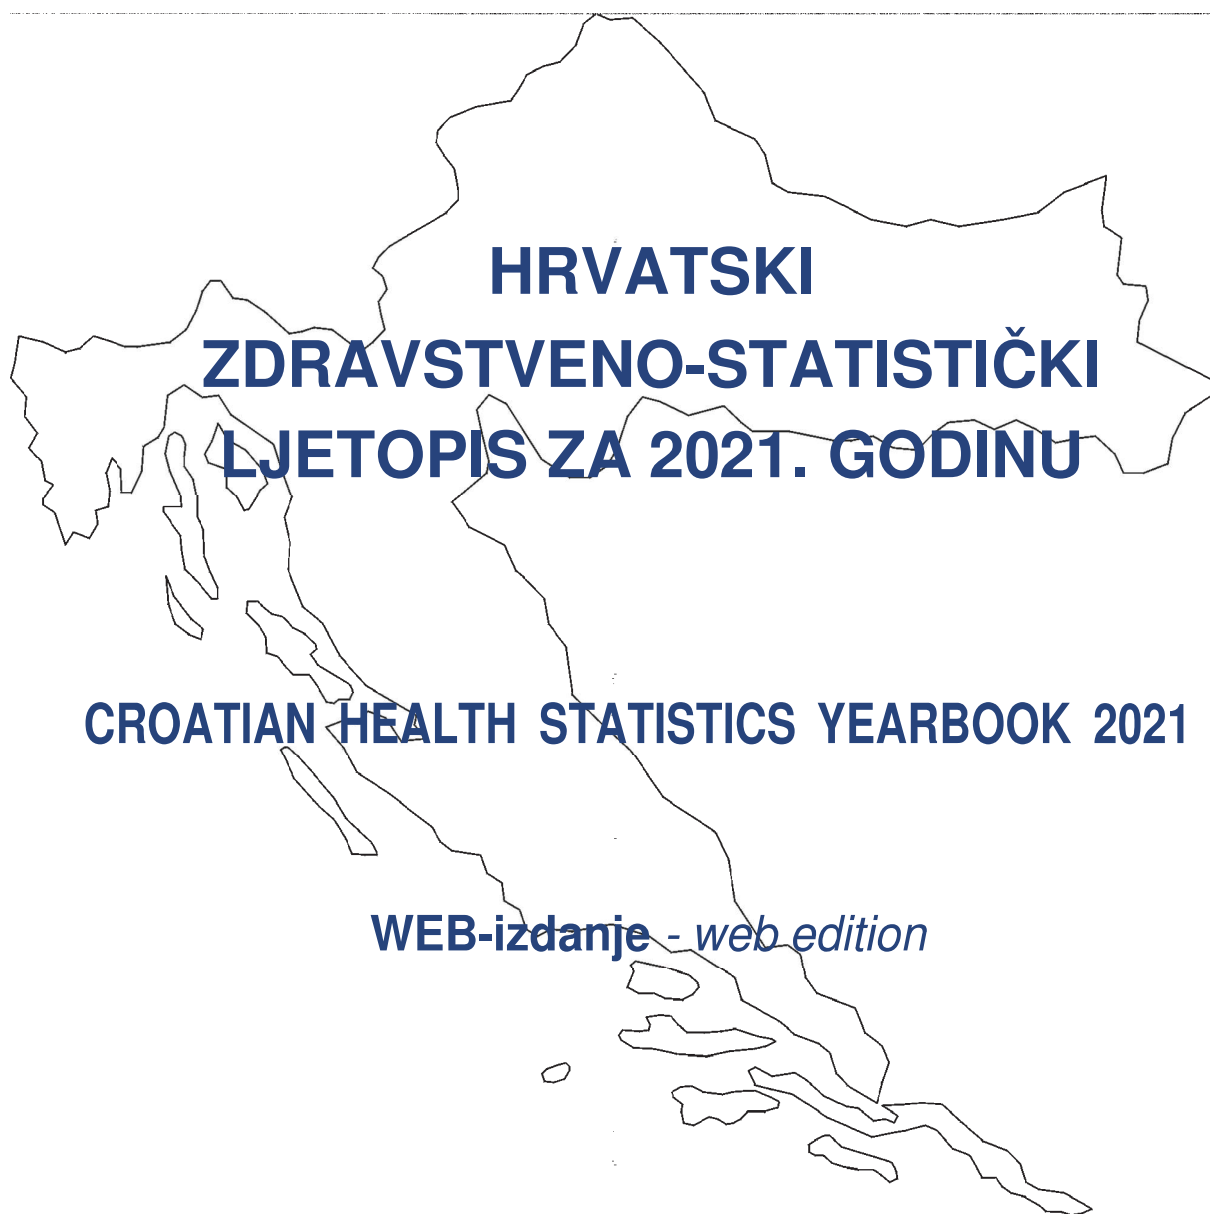 HRVATSKI
ZDRAVSTVENO-STATISTIČKI
LJETOPIS ZA 2021. GODINU
CROATIAN HEALTH STATISTICS YEARBOOK 2021
WEB-izdanje - web edition